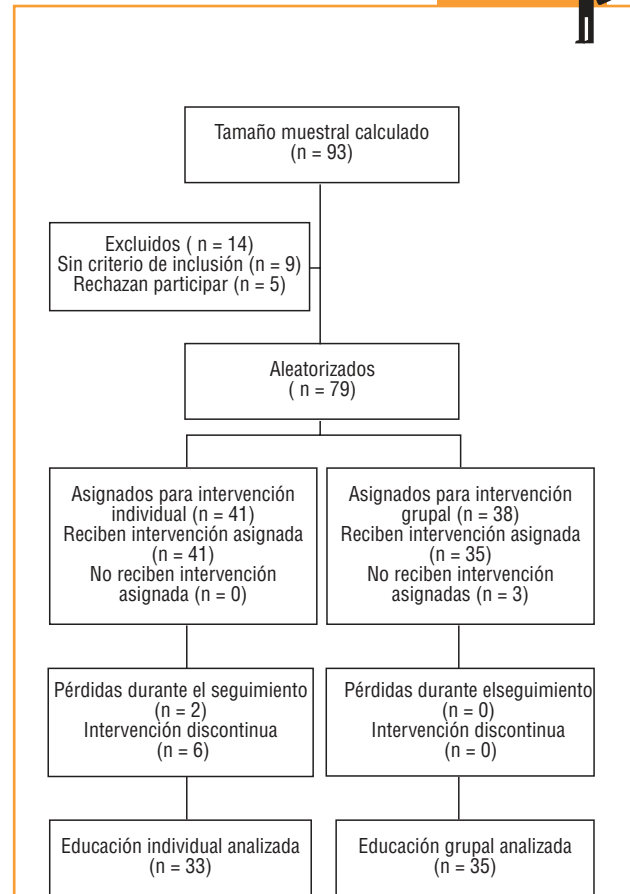 Tamaño muestral calculado
(n = 93)
Excluidos ( n = 14)
Sin criterio de inclusión (n = 9)
Rechazan participar (n = 5)
Aleatorizados
( n = 79)
Asignados para intervención
individual (n = 41)
Reciben intervención asignada
(n = 41)
No reciben intervención
asignada (n = 0)
Asignados para intervención
grupal (n = 38)
Reciben intervención asignada
(n = 35)
No reciben intervención
asignadas (n = 3)
Pérdidas durante el seguimiento
(n = 2)
Intervención discontinua
(n = 6)
Pérdidas durante elseguimiento
(n = 0)
Intervención discontinua
(n = 0)
Educación individual analizada
(n = 33)
Educación grupal analizada
(n = 35)